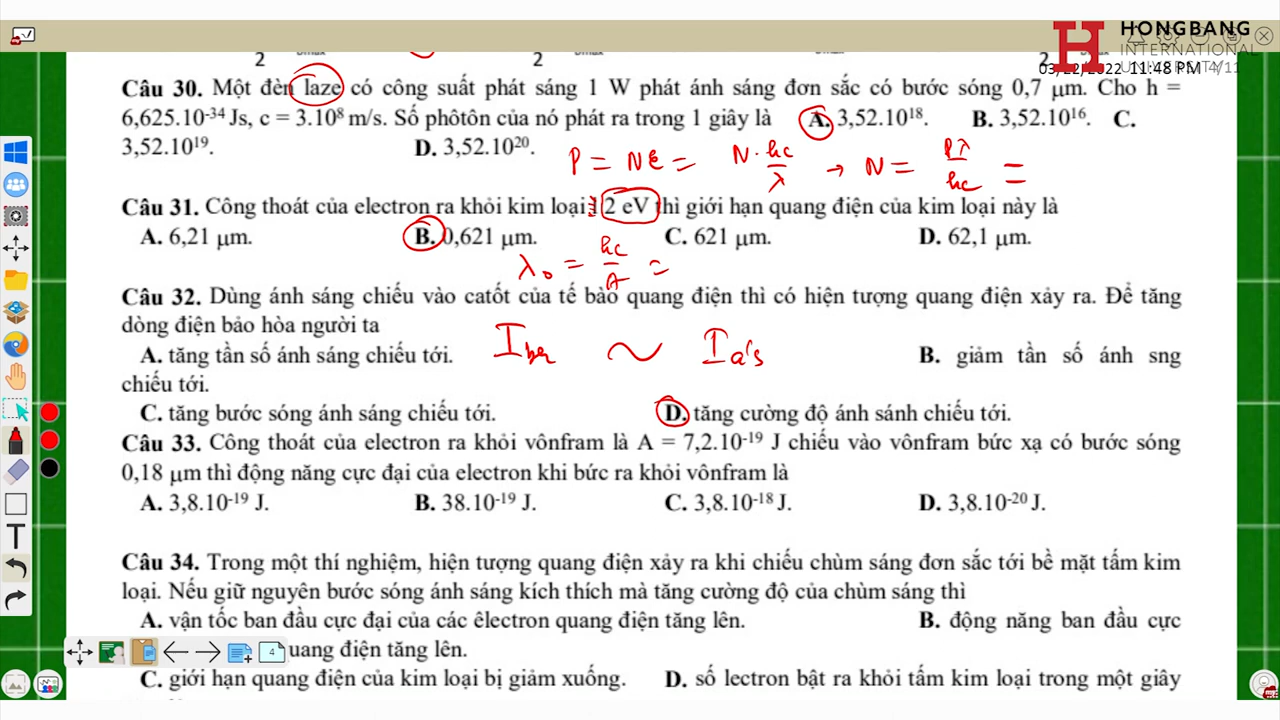 HONGBANG
INTERNATIONAL
UNIVERSITY
03/22/2022 11:48 PM 4/11
2
2
2
Câu 30. Một đèn laze có công suất phát sáng 1 W phát ánh sáng đơn sắc có bước sóng 0,7 μm. Cho h =
6,625.10-34 Js, c = 3.108 m/s. Số phôtôn của nó phát ra trong 1 giây là A. 3,52.1018. B. 3,52.1016. C.
3,52.1019. D. 3,52.1020.
P = Nε = N. hc/λ → N = Pλ/hc =
Câu 31. Công thoát của electron ra khỏi kim loại 2 eV thì giới hạn quang điện của kim loại này là
A. 6,21 μm. B. 0,621 μm. C. 621 μm. D. 62,1 μm.
λ0 = hc/A =
Câu 32. Dùng ánh sáng chiếu vào catốt của tế bào quang điện thì có hiện tượng quang điện xảy ra. Để tăng
dòng điện bảo hòa người ta
Ibh ~ Ia's
A. tăng tần số ánh sáng chiếu tới. B. giảm tần số ánh sng
chiếu tới.
C. tăng bước sóng ánh sáng chiếu tới. D. tăng cường độ ánh sánh chiếu tới.
Câu 33. Công thoát của electron ra khỏi vônfram là A = 7,2.10-19 J chiếu vào vônfram bức xạ có bước sóng
0,18 μm thì động năng cực đại của electron khi bức ra khỏi vônfram là
A. 3,8.10-19 J. B. 38.10-19 J. C. 3,8.10-18 J. D. 3,8.10-20 J.
Câu 34. Trong một thí nghiệm, hiện tượng quang điện xảy ra khi chiếu chùm sáng đơn sắc tới bề mặt tấm kim
loại. Nếu giữ nguyên bước sóng ánh sáng kích thích mà tăng cường độ của chùm sáng thì
A. vận tốc ban đầu cực đại của các êlectron quang điện tăng lên. B. động năng ban đầu cực
uang điện tăng lên.
C. giới hạn quang điện của kim loại bị giảm xuống. D. số lectron bật ra khỏi tấm kim loại trong một giây
T
4